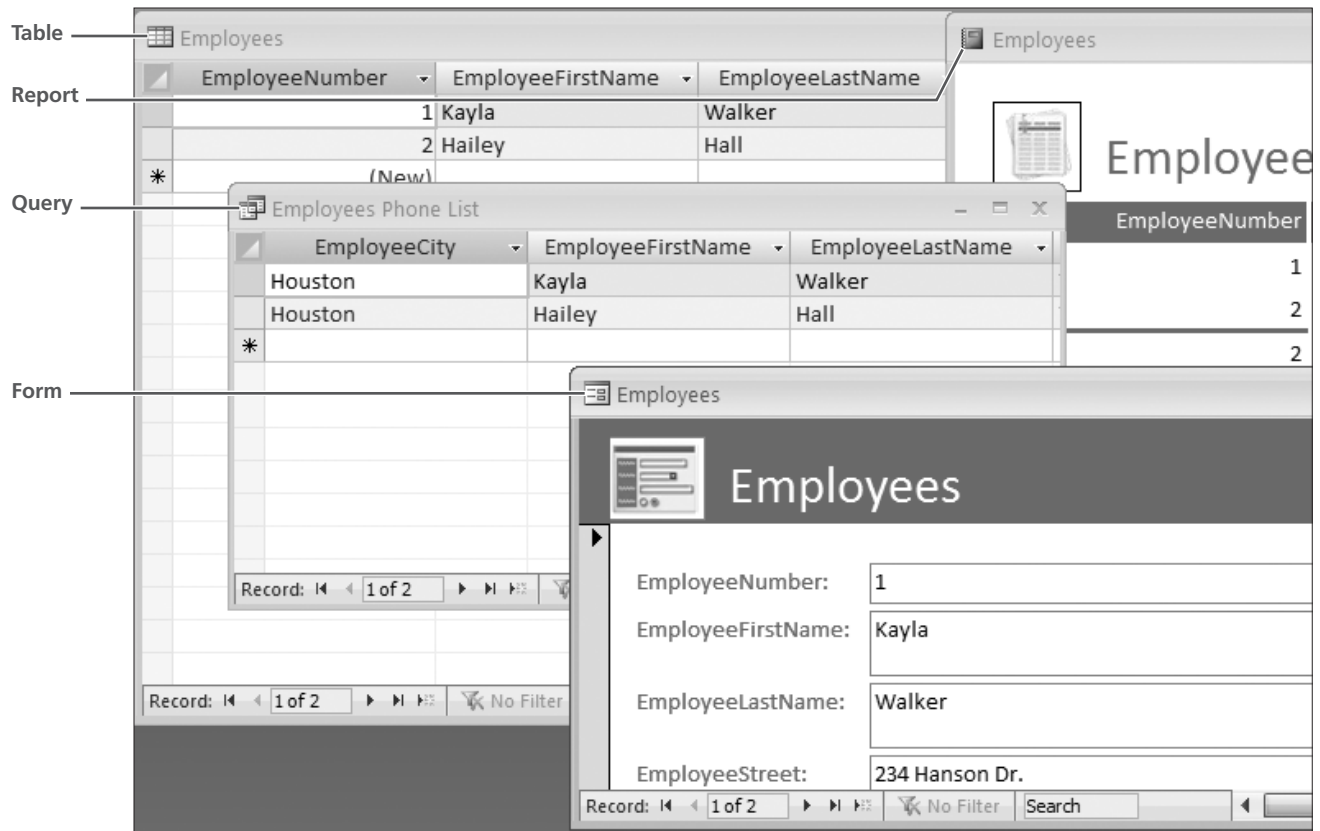 Table
Report
Query
Form
Employees
EmployeeNumber EmployeeFirstName EmployeeLastName
1 Kayla Walker
2 Hailey Hall
(New)
Record: 1 of 2 No Filter
Employees
Employee
EmployeeNumber
1
2
2
Employees Phone List
EmployeeCity EmployeeFirstName EmployeeLastName
Houston Kayla Walker
Houston Hailey Hall
Record: 1 of 2
Employees
Employees
EmployeeNumber: 1
EmployeeFirstName: Kayla
EmployeeLastName: Walker
EmployeeStreet: 234 Hanson Dr.
Record: 1 of 2 No Filter Search